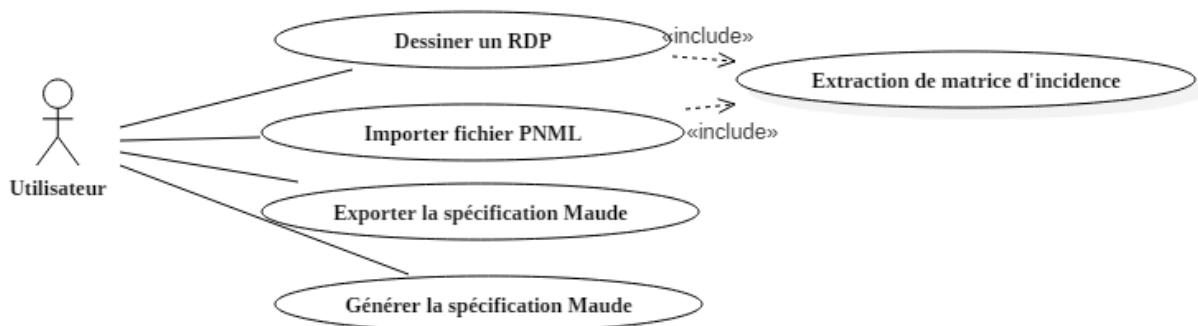 Dessiner un RDP
«include»
Extraction de matrice d'incidence
Importer fichier PNML
«include»
Utilisateur
Exporter la spécification Maude
Générer la spécification Maude